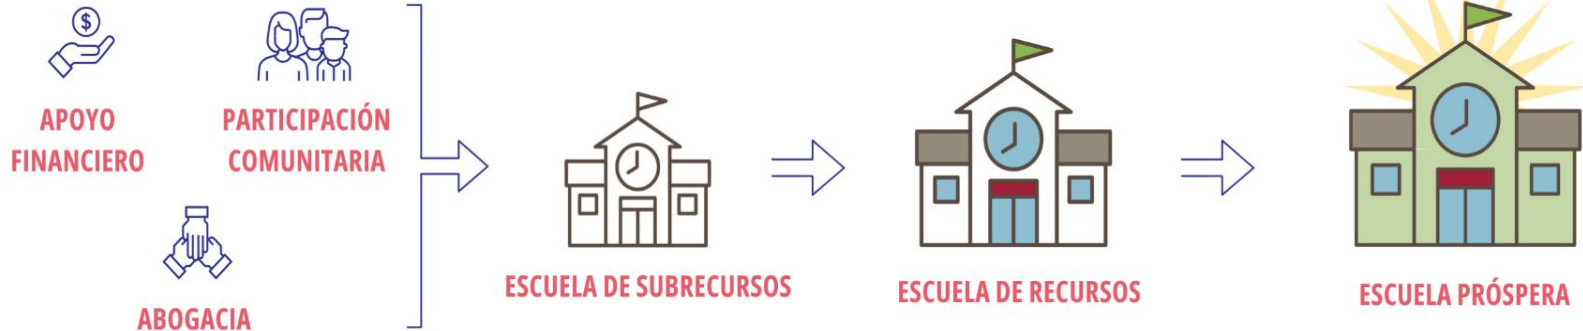 APOYO
FINANCIERO
PARTICIPACIÓN
COMUNITARIA
ABOGACIA
ESCUELA DE SUBRECURSOS
ESCUELA DE RECURSOS
ESCUELA PRÓSPERA